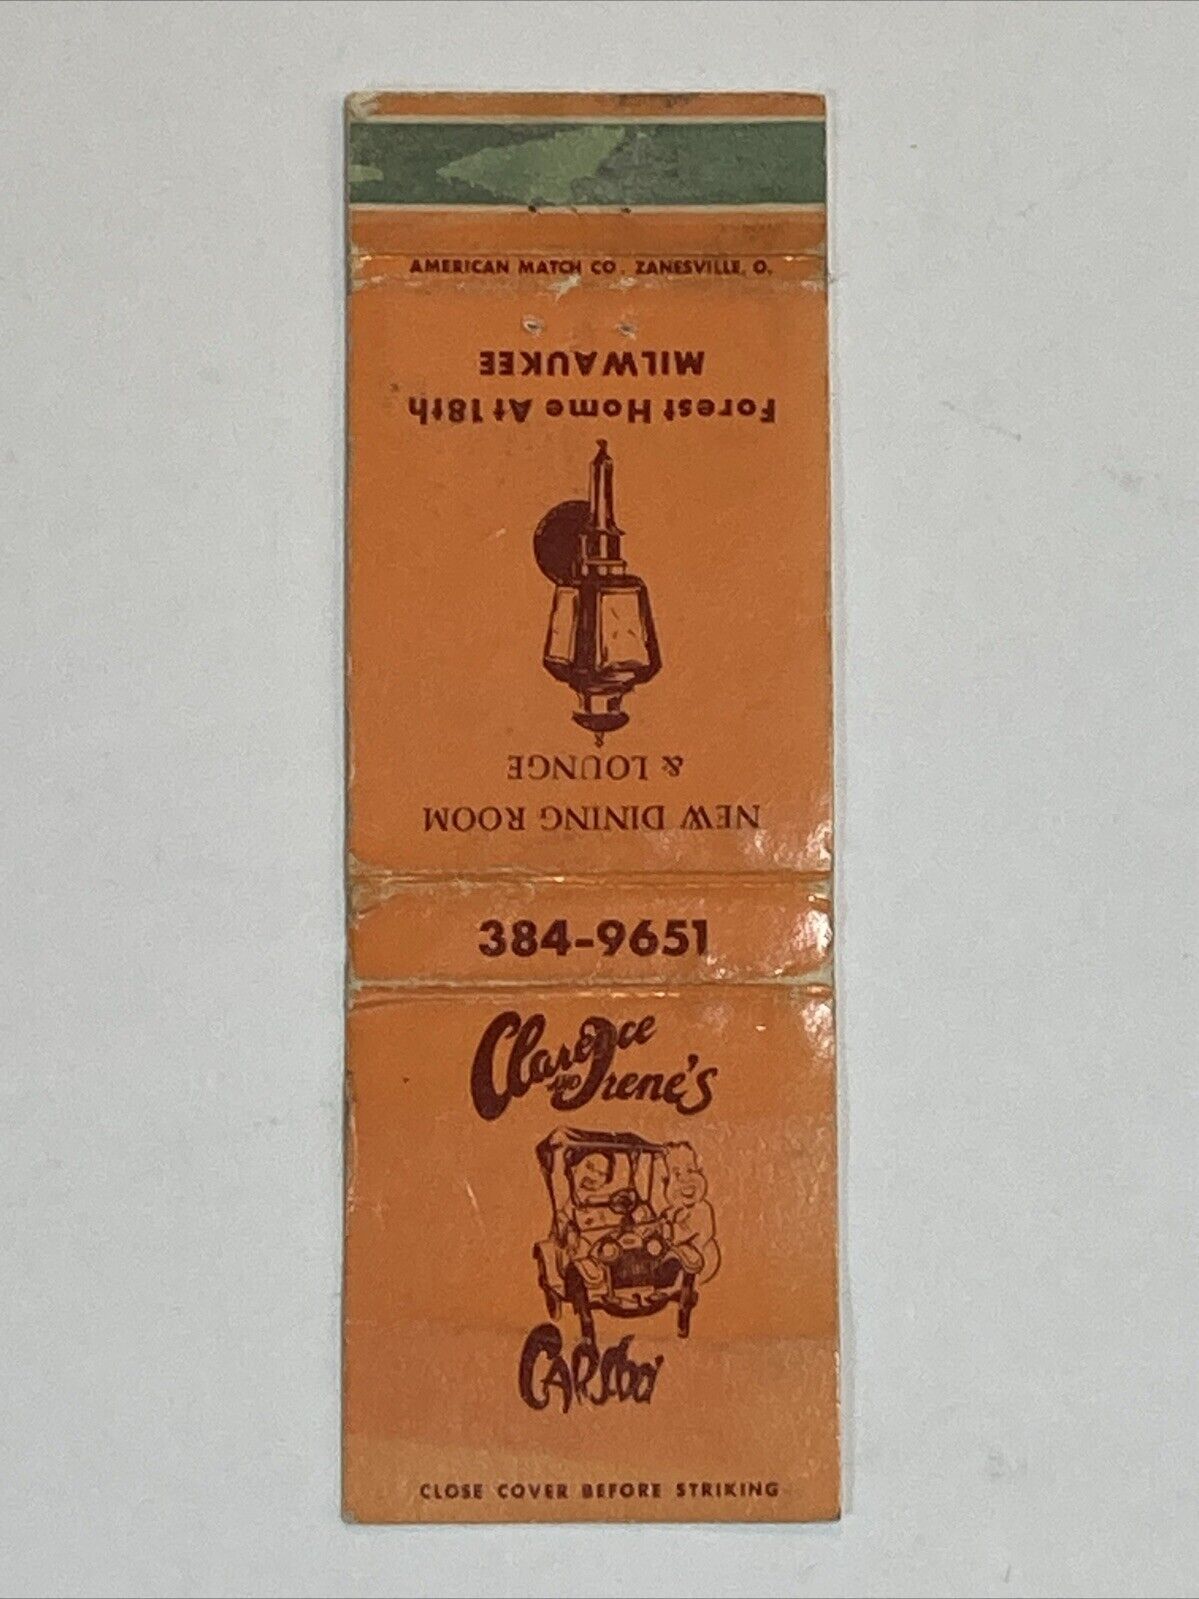 AMERICAN MATCH CO. ZANESVILLE, O.
NEW DINING ROOM
& LOUNGE
Forest Home At 18th
MILWAUKEE
384-9651
Clarence
AND Irene's
CLOSE COVER BEFORE STRIKING